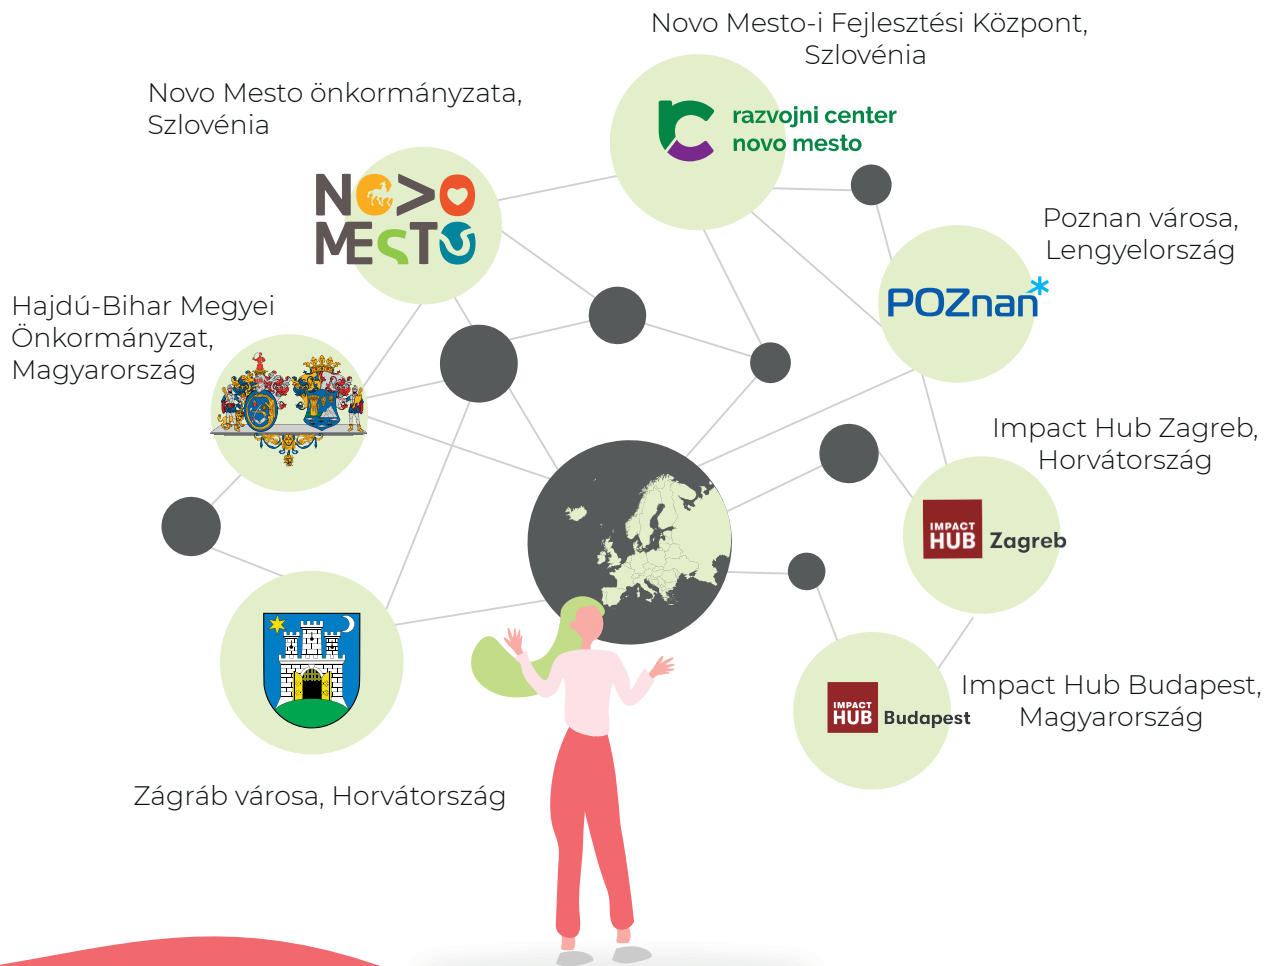 Novo Mesto-i Fejlesztési Központ,
Szlovénia
razvojni center
novo mesto
Novo Mesto önkormányzata,
Szlovénia
NOVO
MESTO
Poznan városa,
Lengyelország
POZnan*
Hajdú-Bihar Megyei
Önkormányzat,
Magyarország
Impact Hub Zagreb,
Horvátország
IMPACT
HUB Zagreb
Impact Hub Budapest,
Magyarország
IMPACT
HUB Budapest
Zágráb városa, Horvátország